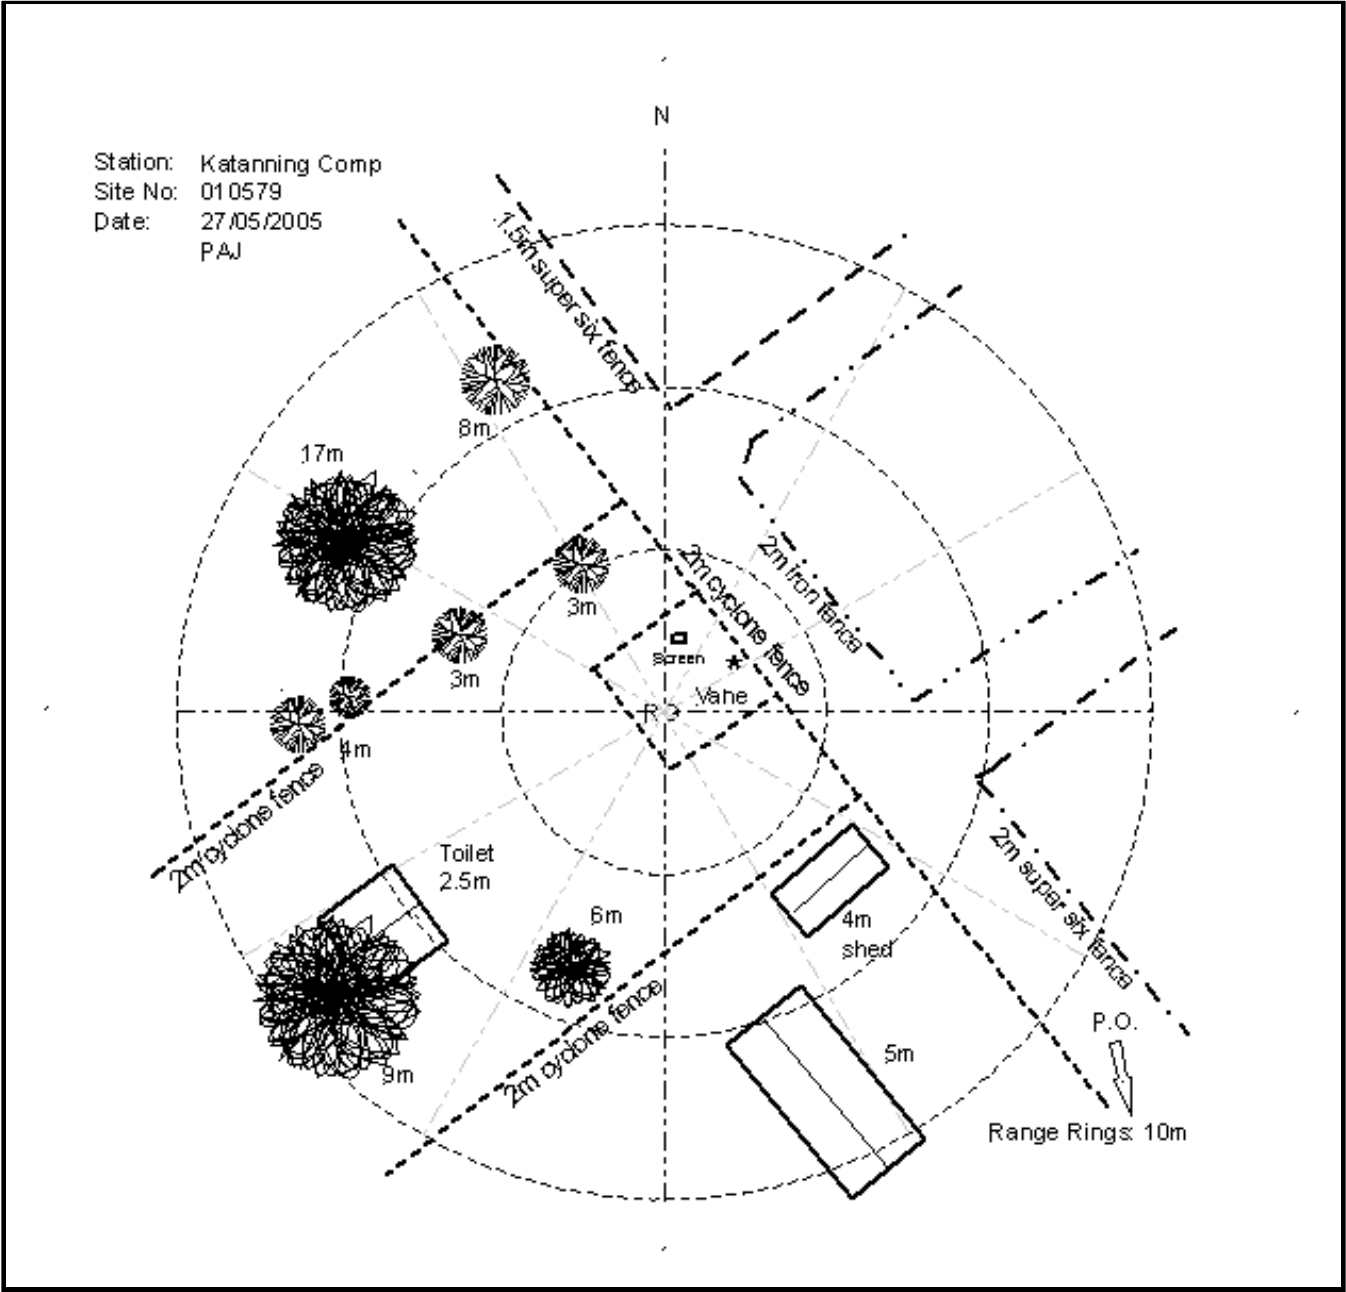 N
Station: Katanning Comp
Site No: 010579
Date: 27/05/2005
PAJ
1.5m super six fence
8m
17m
2m cyclone fence
2m iron fence
3m
Screen
3m
Vane
R
4m
2m cyclone fence
Toilet
2.5m
2m super six fence
6m
4m
shed
2m cyclone fence
P.O.
5m
9m
Range Rings: 10m